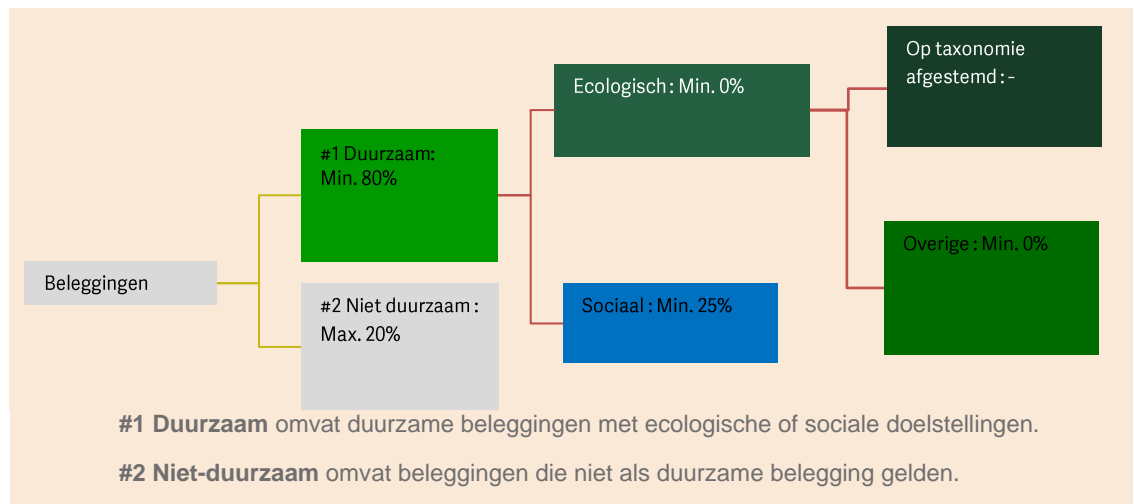 Beleggingen
#1 Duurzaam:
Min. 80%
#2 Niet duurzaam :
Max. 20%
Ecologisch : Min. 0%
Sociaal : Min. 25%
Op taxonomie
afgestemd : -
Overige : Min. 0%
#1 Duurzaam omvat duurzame beleggingen met ecologische of sociale doelstellingen.
#2 Niet-duurzaam omvat beleggingen die niet als duurzame belegging gelden.